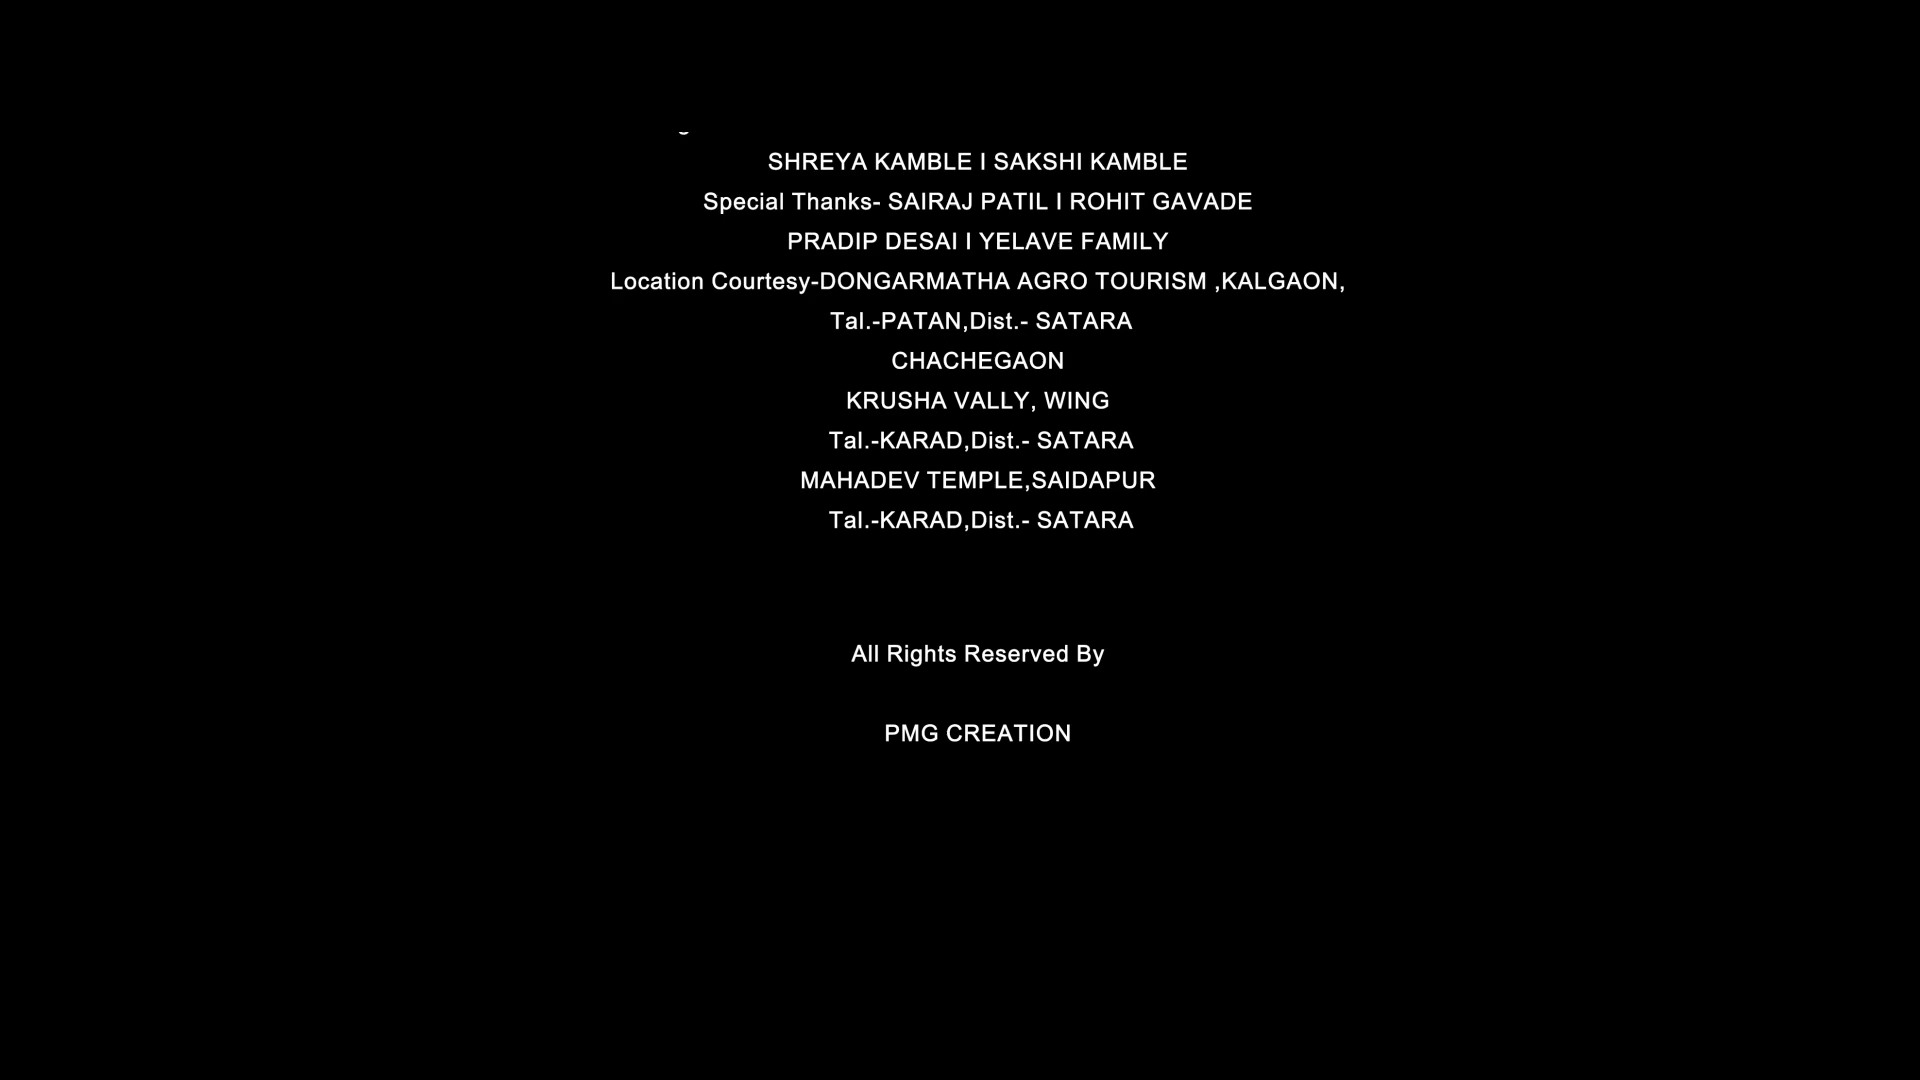 SHREYA KAMBLE I SAKSHI KAMBLE
Special Thanks- SAIRAJ PATIL I ROHIT GAVADE
PRADIP DESAI I YELAVE FAMILY
Location Courtesy-DONGARMATHA AGRO TOURISM ,KALGAON,
Tal.-PATAN,Dist.- SATARA
CHACHEGAON
KRUSHA VALLY, WING
Tal.-KARAD,Dist.- SATARA
MAHADEV TEMPLE,SAIDAPUR
Tal.-KARAD,Dist.- SATARA
All Rights Reserved By
PMG CREATION